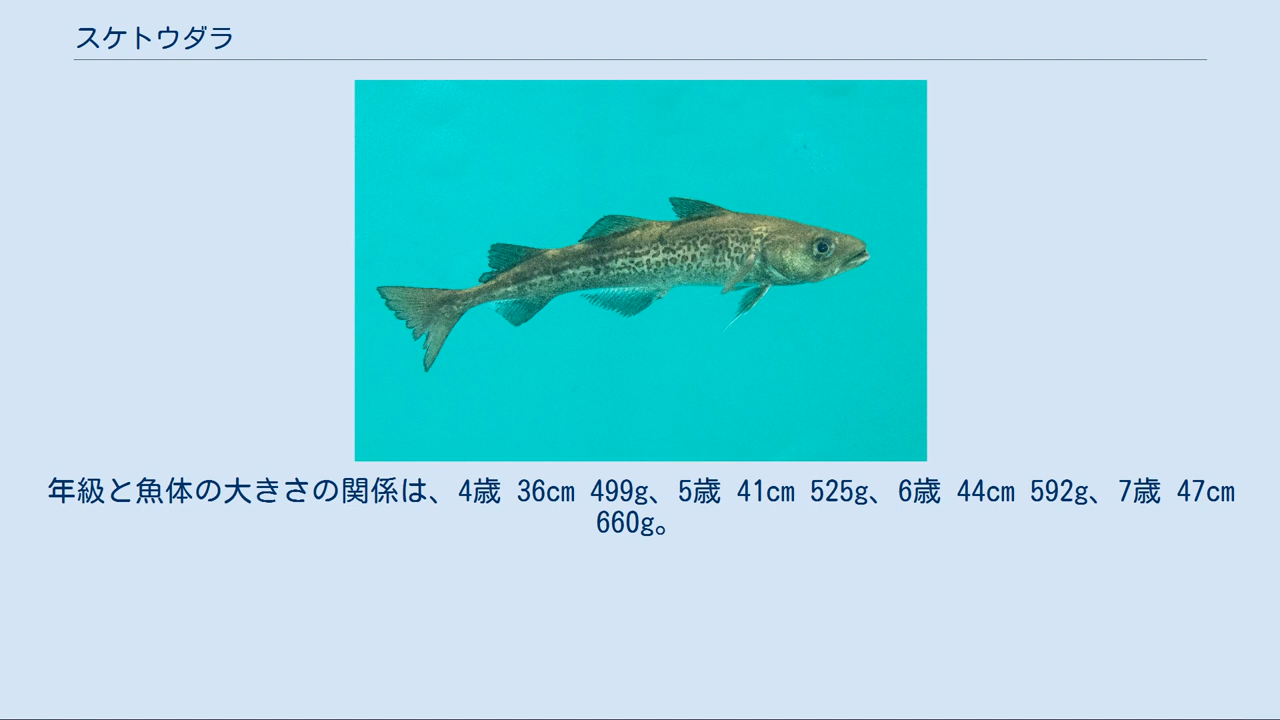 スケトウダラ
年級と魚体の大きさの関係は、4歳 36cm 499g、5歳 41cm 525g、6歳 44cm 592g、7歳 47cm
660g。